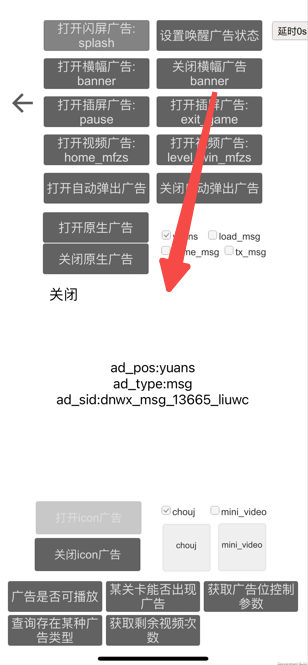 打开闪屏广告:
splash
设置唤醒广告状态
延时0s
打开横幅广告:
banner
关闭横幅广告
banner
打开插屏广告:
pause
打开插屏广告:
exit_game
打开视频广告:
home_mfzs
打开视频广告:
level_win_mfzs
打开自动弹出广告
关闭自动弹出广告
打开原生广告
load_msg
关闭原生广告
tx_msg
关闭
ad_pos:yuans
ad_type:msg
ad_sid:dnwx_msg_13665_liuwc
打开icon广告
chouj
mini_video
关闭icon广告
chouj
mini_video
广告是否可播放
某关卡能否出现
广告
获取广告位控制
参数
查询存在某种广
告类型
获取剩余视频次
数